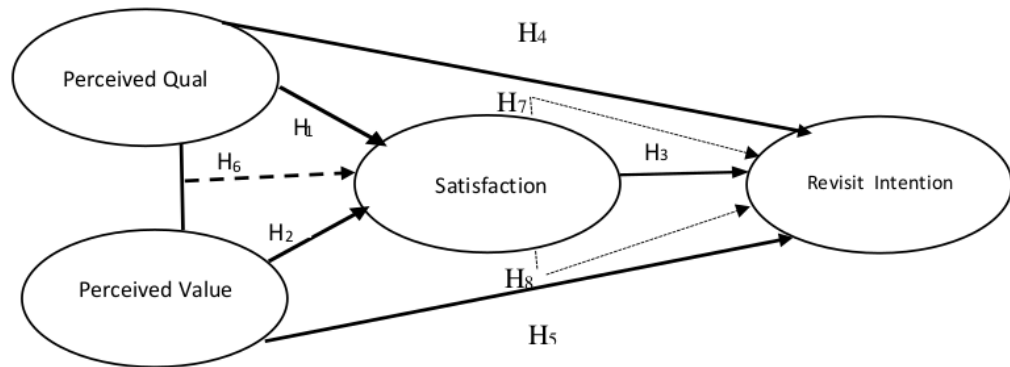 H4
Perceived Qual
H7
H1
H3
H6
Satisfaction
Revisit Intention
H2
H8
Perceived Value
H5